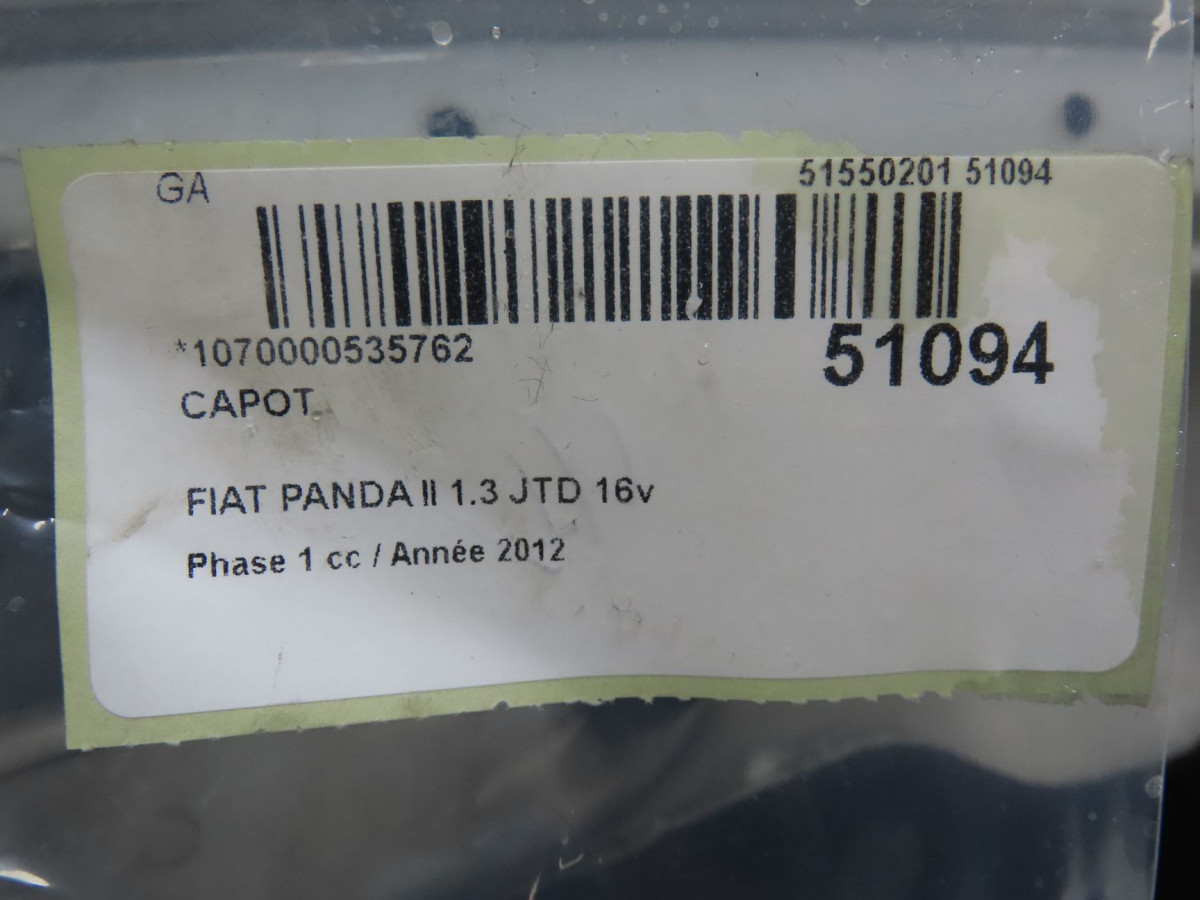 GA
51550201 51094
*1070000535762
51094
CAPOT
FIAT PANDA II 1.3 JTD 16v
Phase 1 cc / Année 2012